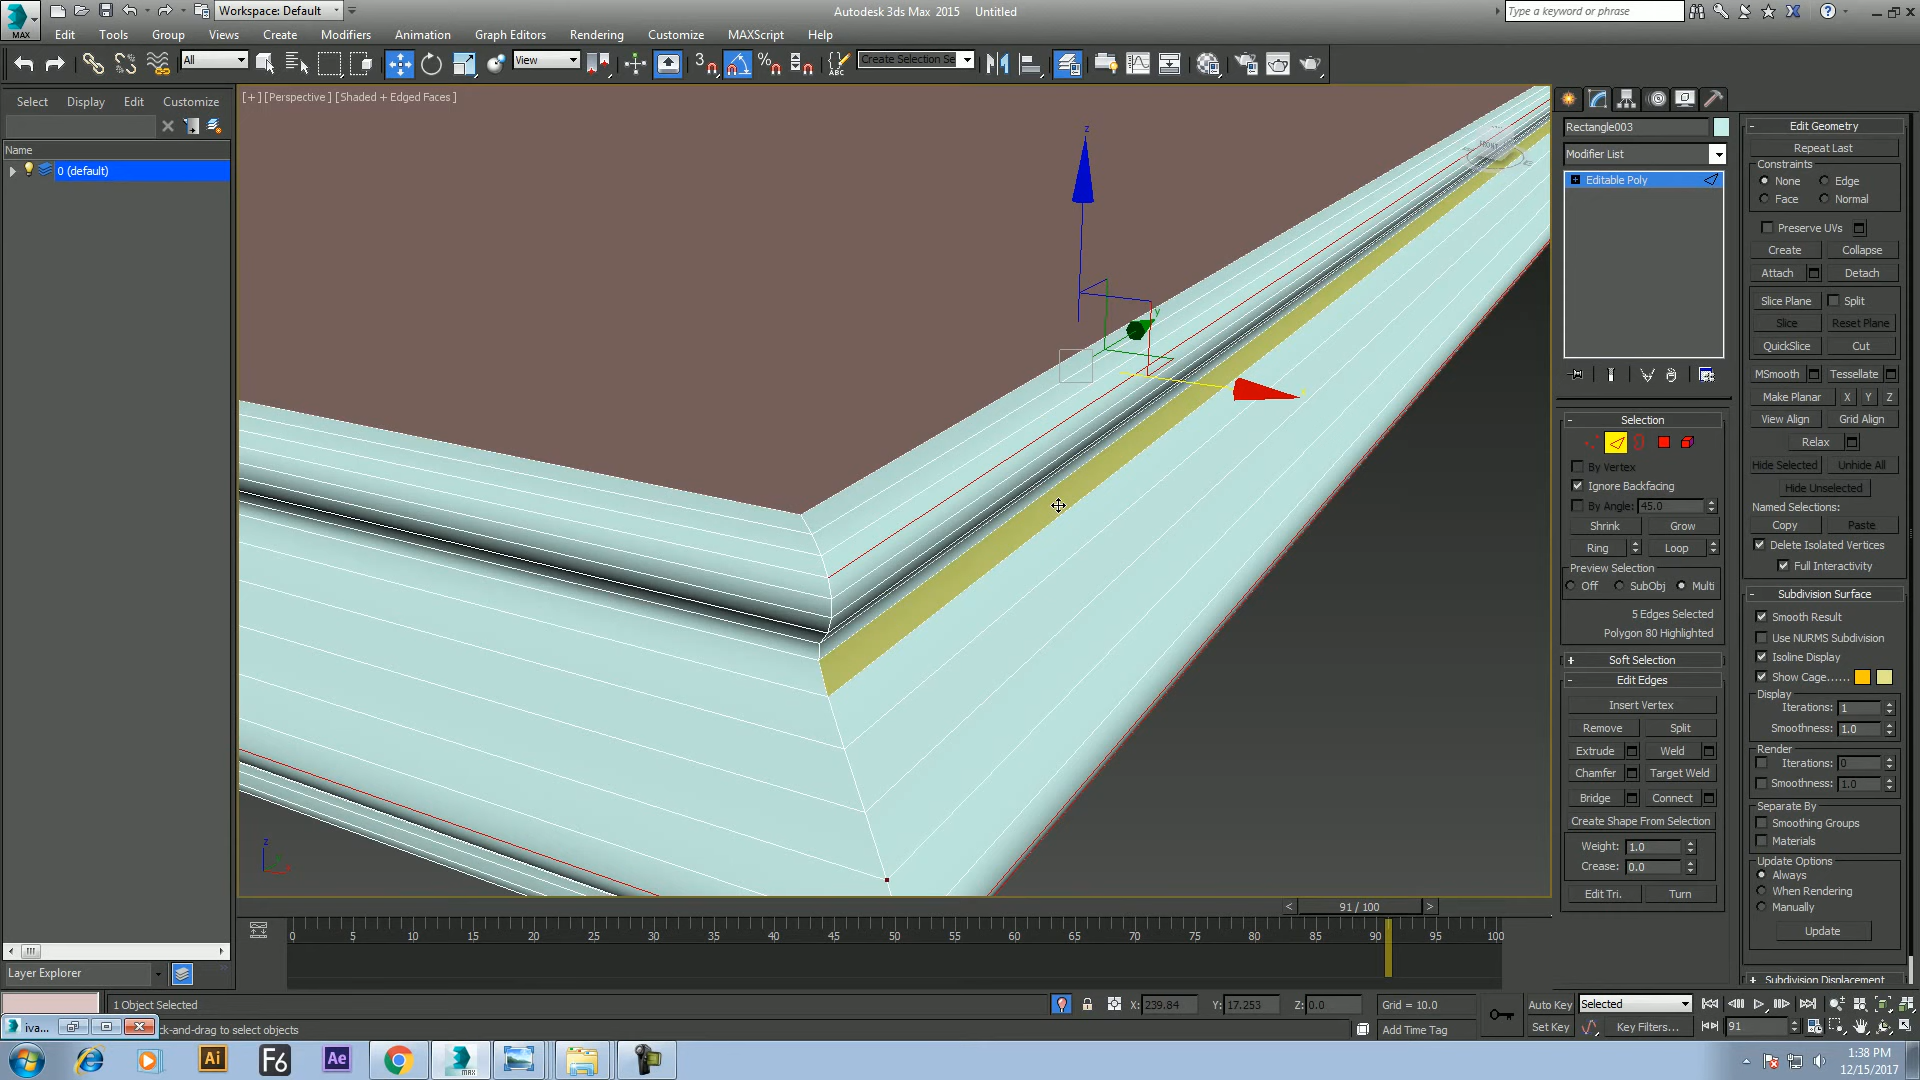 Workspace: Default
Autodesk 3ds Max 2015 Untitled
Type a keyword or phrase
MAX
Edit Tools Group Views Create Modifiers Animation Graph Editors Rendering Customize MAXScript Help
All
View
3
Create Selection Se
Select Display Edit Customize
Name
0 (default)
[+] [Perspective ] [Shaded + Edged Faces ]
z
y
Rectangle003
Modifier List
Editable Poly
Selection
By Vertex
Ignore Backfacing
By Angle: 45.0
Shrink Grow
Ring Loop
Preview Selection
Off SubObj Multi
5 Edges Selected
Polygon 80 Highlighted
Soft Selection
Edit Edges
Insert Vertex
Remove Split
Extrude Weld
Chamfer Target Weld
Bridge Connect
Create Shape From Selection
Weight: 1.0
Crease: 0.0
Edit Tri. Turn
Edit Geometry
Repeat Last
Constraints
None Edge
Face Normal
Preserve UVs
Create Collapse
Attach Detach
Slice Plane Split
Slice Reset Plane
QuickSlice Cut
MSmooth Tessellate
Make Planar X Y Z
View Align Grid Align
Relax
Hide Selected Unhide All
Hide Unselected
Named Selections:
Copy Paste
Delete Isolated Vertices
Full Interactivity
Subdivision Surface
Smooth Result
Use NURMS Subdivision
Isoline Display
Show Cage......
Display
Iterations: 1
Smoothness: 1.0
Render
Iterations: 0
Smoothness: 1.0
Separate By
Smoothing Groups
Materials
Update Options
Always
When Rendering
Manually
Update
Subdivision Displacement
z
91 / 100
0 5 10 15 20 25 30 35 40 45 50 55 60 65 70 75 80 85 90 95 100
Layer Explorer
1 Object Selected
X: 239.84 Y: 17.253 Z: 0.0 Grid = 10.0
Auto Key Selected
iva...
ck-and-drag to select objects
Add Time Tag
Set Key Key Filters... 91
Ai F6 Ae
MAX
1:38 PM
12/15/2017